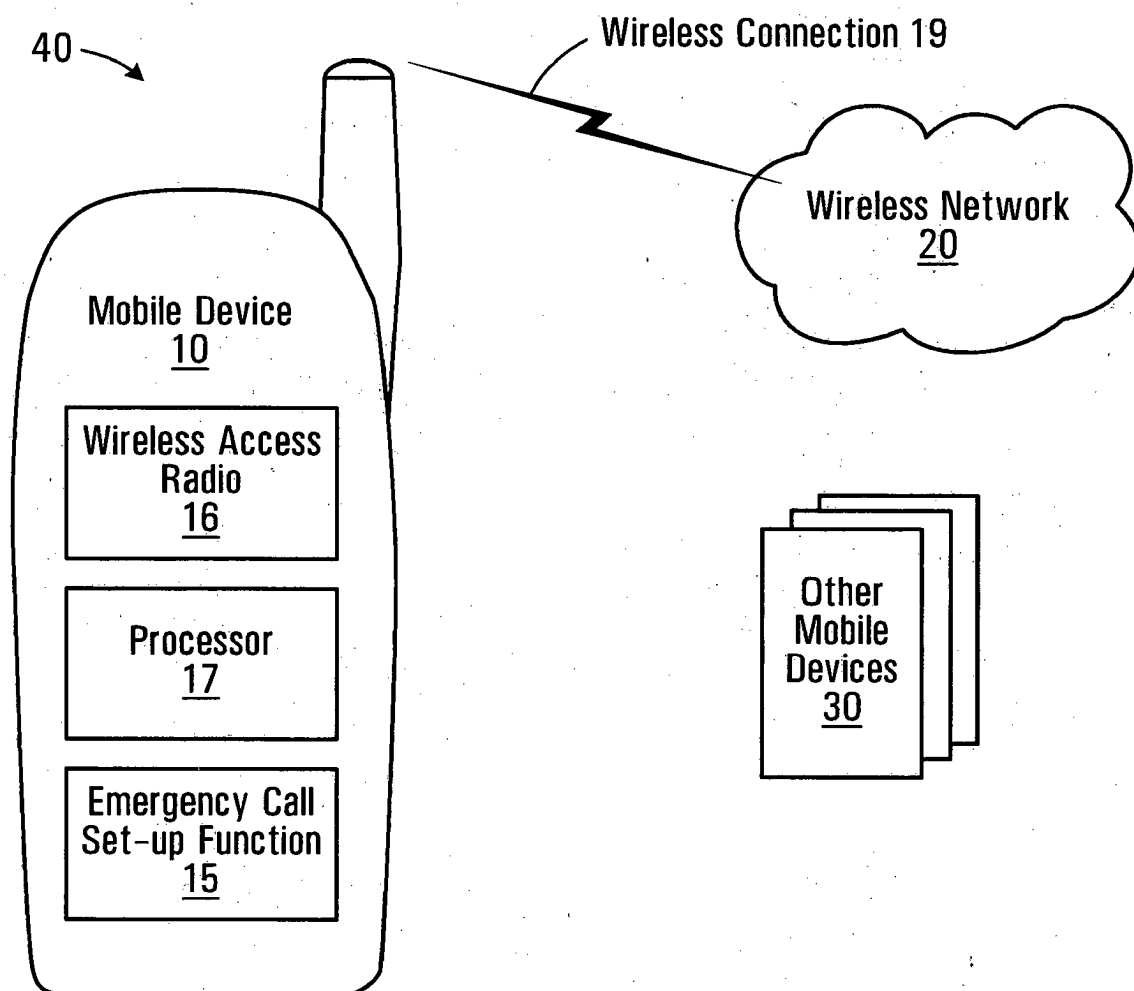 40
Wireless Connection 19
Wireless Network
20
Mobile Device
10
Wireless Access
Radio
16
Processor
17
Emergency Call
Set-up Function
15
Other
Mobile
Devices
30